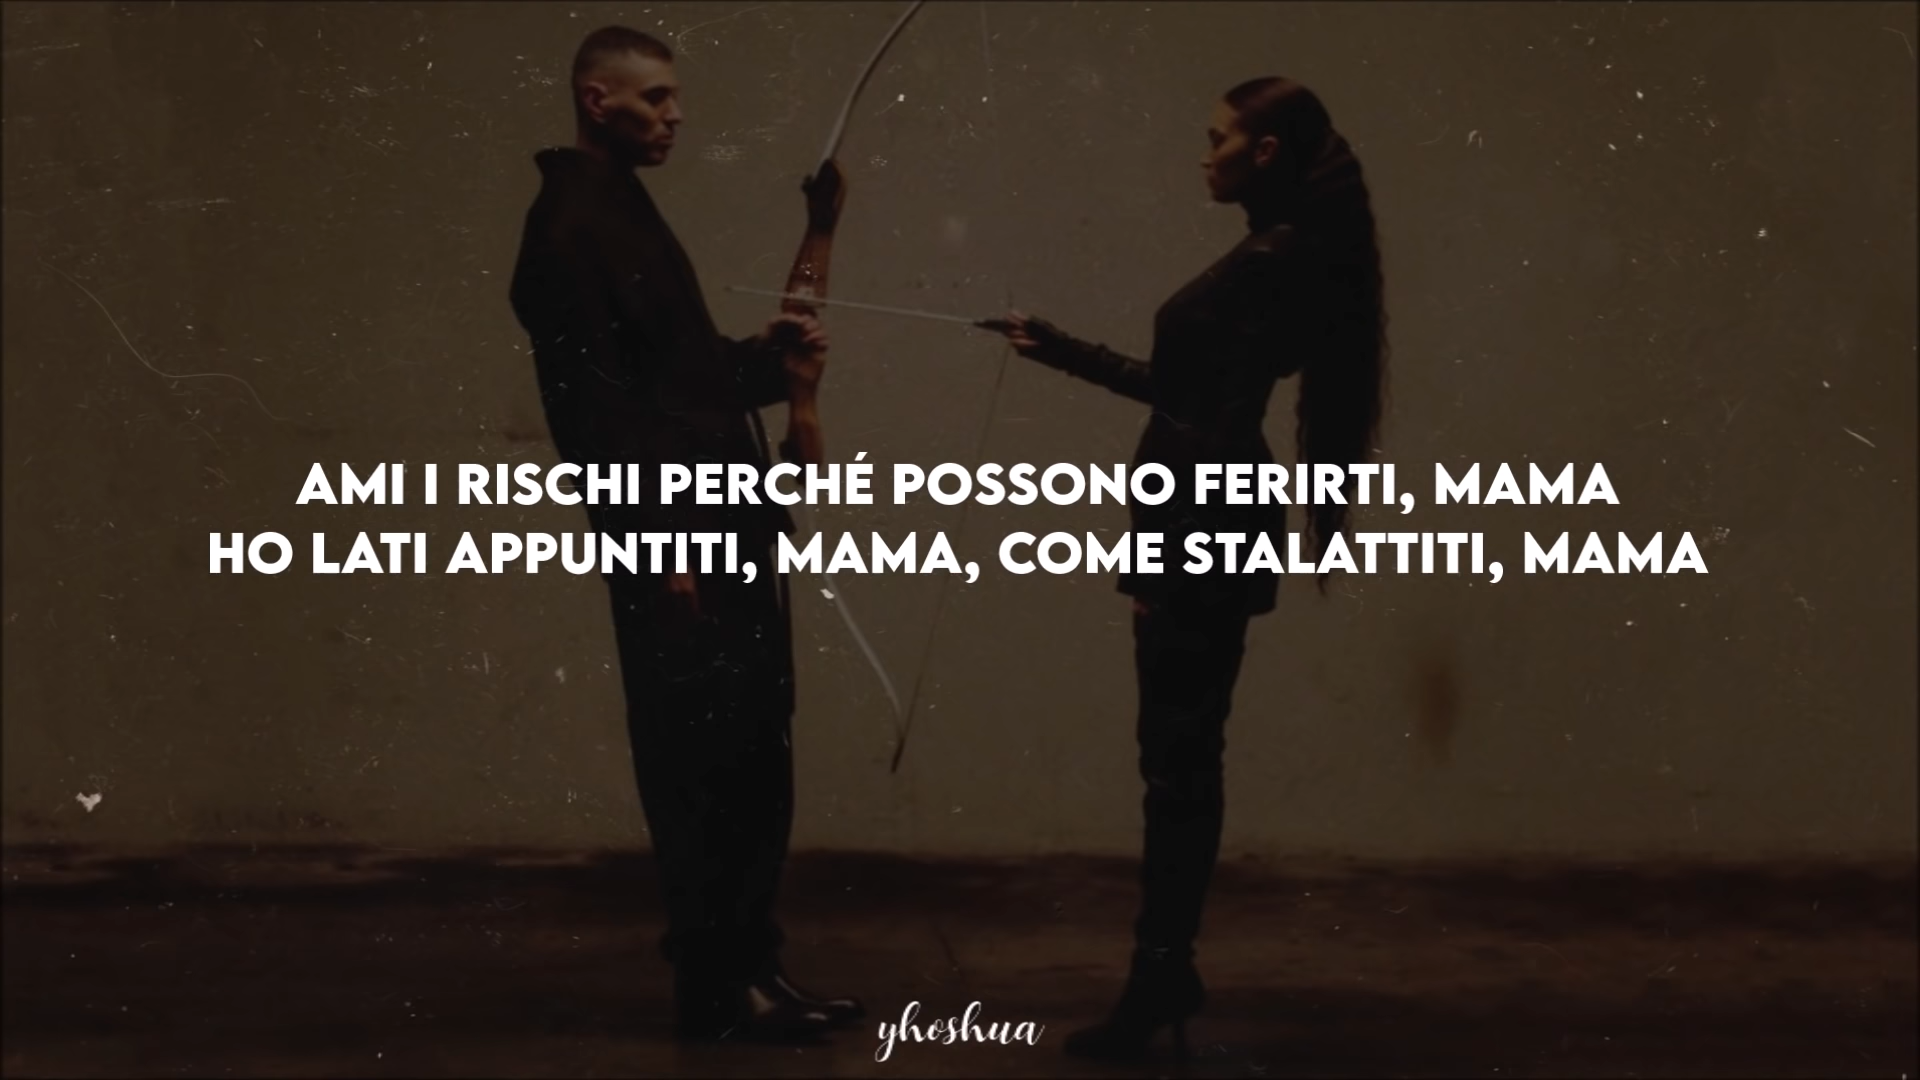 AMI I RISCHI PERCHÉ POSSONO FERIRTI, MAMA
HO LATI APPUNTITI, MAMA, COME STALATTITI, MAMA
yhoshua